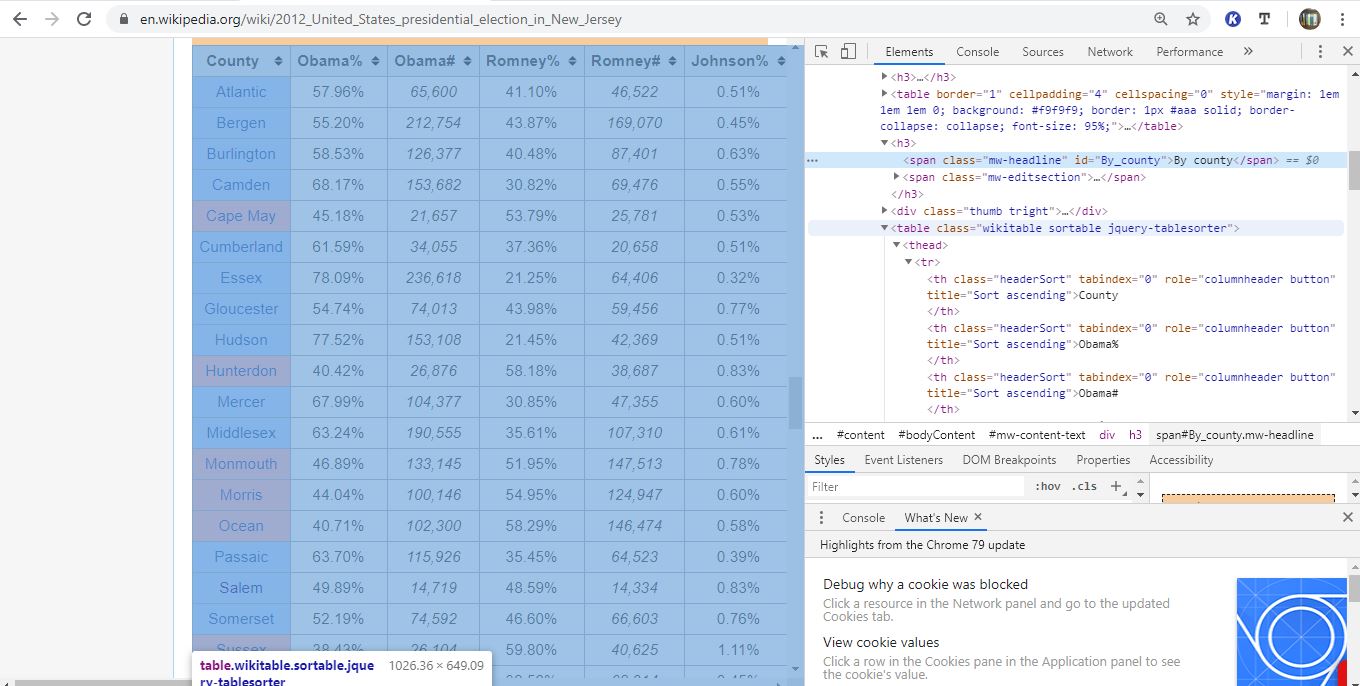 en.wikipedia.org/wiki/2012_United_States_presidential_election_in_New_Jersey
K T
County Obama% Obama# Romney% Romney# Johnson%
Atlantic 57.96% 65,600 41.10% 46,522 0.51%
Bergen 55.20% 212,754 43.87% 169,070 0.45%
Burlington 58.53% 126,377 40.48% 87,401 0.63%
Camden 68.17% 153,682 30.82% 69,476 0.55%
Cape May 45.18% 21,657 53.79% 25,781 0.53%
Cumberland 61.59% 34,055 37.36% 20,658 0.51%
Essex 78.09% 236,618 21.25% 64,406 0.32%
Gloucester 54.74% 74,013 43.98% 59,456 0.77%
Hudson 77.52% 153,108 21.45% 42,369 0.51%
Hunterdon 40.42% 26,876 58.18% 38,687 0.83%
Mercer 67.99% 104,377 30.85% 47,355 0.60%
Middlesex 63.24% 190,555 35.61% 107,310 0.61%
Monmouth 46.89% 133,145 51.95% 147,513 0.78%
Morris 44.04% 100,146 54.95% 124,947 0.60%
Ocean 40.71% 102,300 58.29% 146,474 0.58%
Passaic 63.70% 115,926 35.45% 64,523 0.39%
Salem 49.89% 14,719 48.59% 14,334 0.83%
Somerset 52.19% 74,592 46.60% 66,603 0.76%
Sussex 38.43% 26,104 59.80% 40,625 1.11%
table.wikitable.sortable.jque 1026.36 × 649.09
ry-tablesorter
Elements Console Sources Network Performance »
<h3>…</h3>
<table border="1" cellpadding="4" cellspacing="0" style="margin: 1em
1em 1em 0; background: #f9f9f9; border: 1px #aaa solid; border-
collapse: collapse; font-size: 95%;">…</table>
<h3>
… <span class="mw-headline" id="By_county">By county</span> == $0
<span class="mw-editsection">…</span>
</h3>
<div class="thumb tright">…</div>
<table class="wikitable sortable jquery-tablesorter">
<thead>
<tr>
<th class="headerSort" tabindex="0" role="columnheader button"
title="Sort ascending">County
</th>
<th class="headerSort" tabindex="0" role="columnheader button"
title="Sort ascending">Obama%
</th>
<th class="headerSort" tabindex="0" role="columnheader button"
title="Sort ascending">Obama#
</th>
… #content #bodyContent #mw-content-text div h3 span#By_county.mw-headline
Styles Event Listeners DOM Breakpoints Properties Accessibility
Filter :hov .cls +
Console What's New ×
Highlights from the Chrome 79 update
Debug why a cookie was blocked
Click a resource in the Network panel and go to the updated
Cookies tab.
View cookie values
Click a row in the Cookies pane in the Application panel to see
the cookie's value.